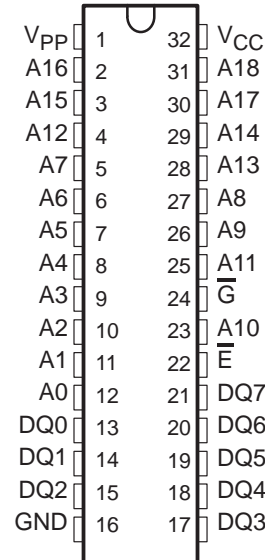 VPP 1 32 VCC
A16 2 31 A18
A15 3 30 A17
A12 4 29 A14
A7 5 28 A13
A6 6 27 A8
A5 7 26 A9
A4 8 25 A11
A3 9 24 G̅
A2 10 23 A10
A1 11 22 E̅
A0 12 21 DQ7
DQ0 13 20 DQ6
DQ1 14 19 DQ5
DQ2 15 18 DQ4
GND 16 17 DQ3